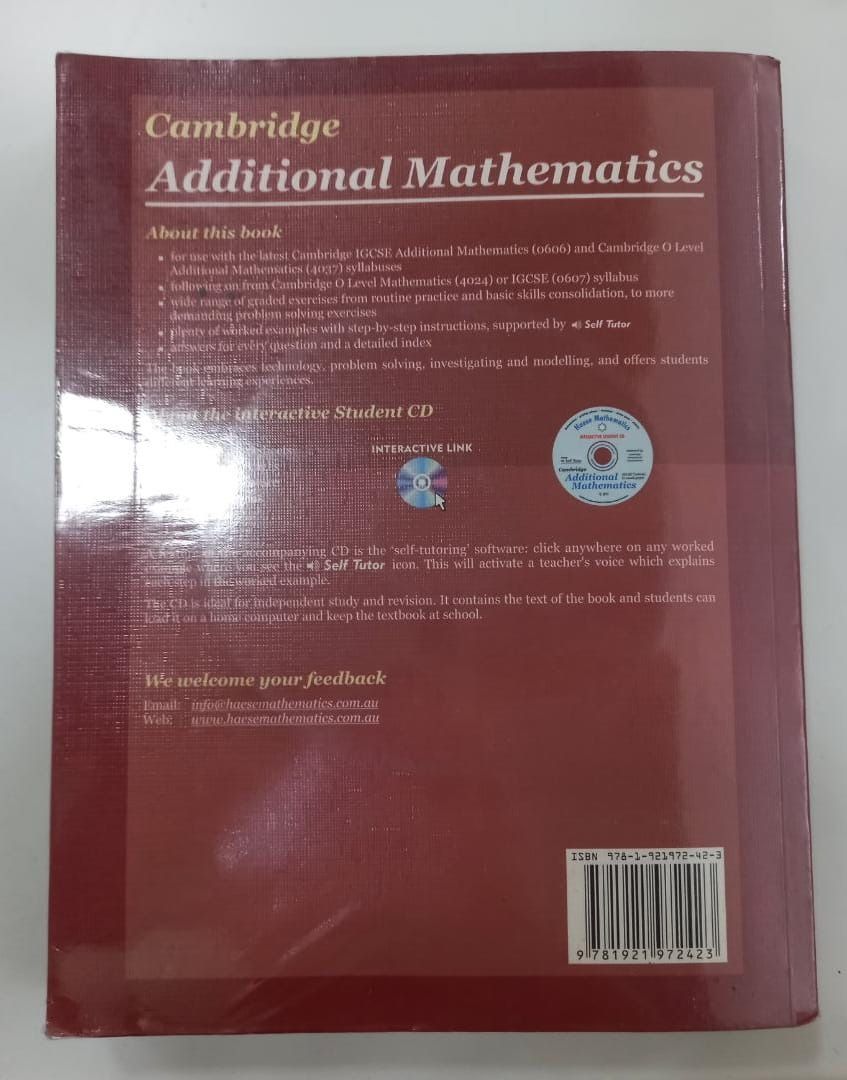 Cambridge
Additional Mathematics
About this book
for use with the latest Cambridge IGCSE Additional Mathematics (0606) and Cambridge O Level
Additional Mathematics (4037) syllabuses
following on from Cambridge O Level Mathematics (4024) or IGCSE (0607) syllabus
wide range of graded exercises from routine practice and basic skills consolidation, to more
demanding problem solving exercises
plenty of worked examples with step-by-step instructions, supported by Self Tutor
answers for every question and a detailed index
The book embraces technology, problem solving, investigating and modelling, and offers students
different learning experiences.
About the interactive Student CD
INTERACTIVE LINK
Haese Mathematics
INTERACTIVE STUDENT CD
Cambridge
Additional
Mathematics
accompanying CD is the 'self-tutoring' software: click anywhere on any worked
example where you see the Self Tutor icon. This will activate a teacher's voice which explains
each step in the worked example.
The CD is ideal for independent study and revision. It contains the text of the book and students can
load it on a home computer and keep the textbook at school.
We welcome your feedback
Email: info@haesemathematics.com.au
Web: www.haesemathematics.com.au
ISBN 978-1-921972-42-3
9 781921 972423